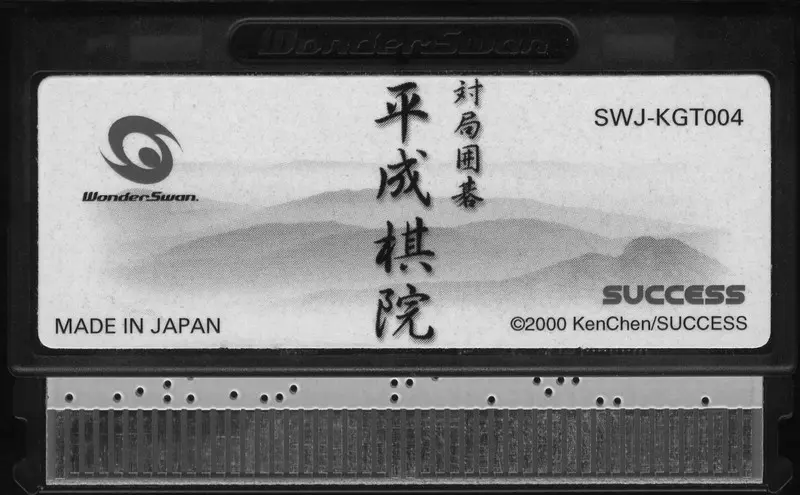 WonderSwan
SWJ-KGT004
対局囲碁
平成棋院
WonderSwan.
SUCCESS
MADE IN JAPAN
©2000 KenChen/SUCCESS